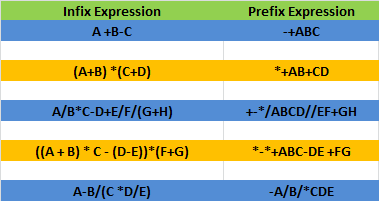 Infix Expression Prefix Expression
A +B-C -+ABC
(A+B) *(C+D) *+AB+CD
A/B*C-D+E/F/(G+H) +-*/ABCD//EF+GH
((A + B) * C - (D-E))*(F+G) *-*+ABC-DE +FG
A-B/(C *D/E) -A/B/*CDE